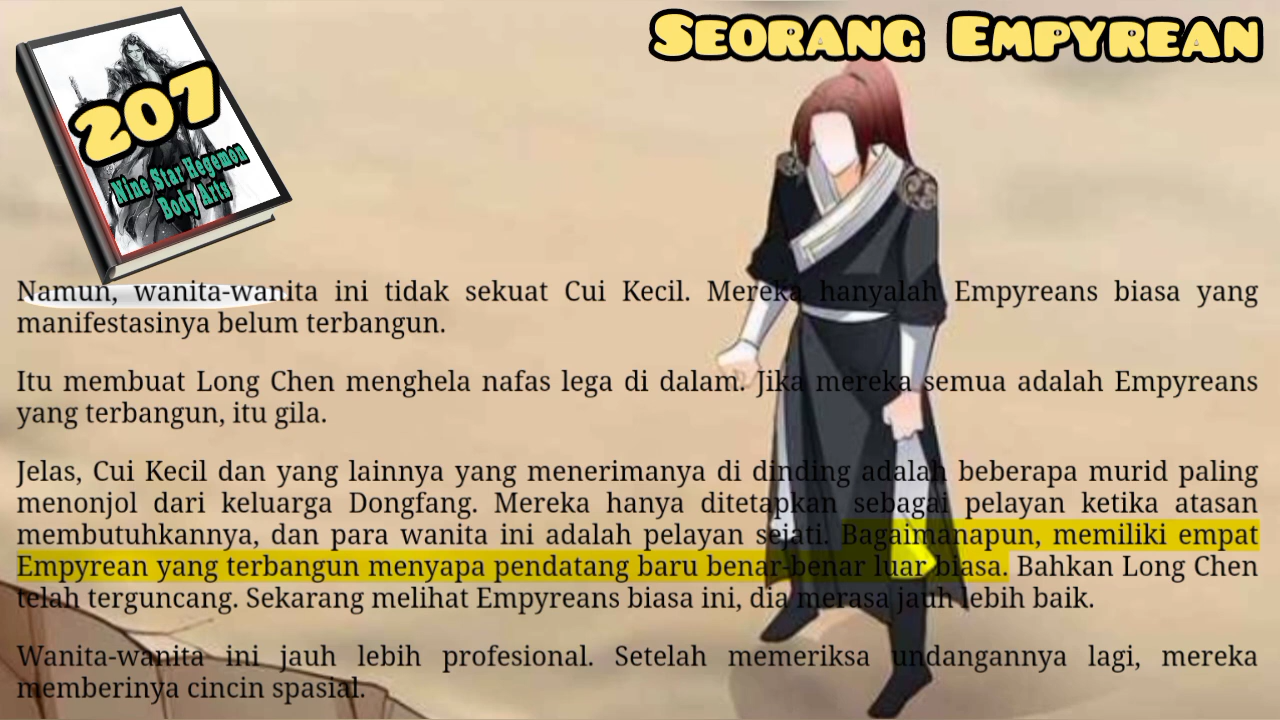 Seorang Empyrean
207
Nine Star Hegemon
Body Arts
Namun, wanita-wanita ini tidak sekuat Cui Kecil. Mereka hanyalah Empyreans biasa yang
manifestasinya belum terbangun.
Itu membuat Long Chen menghela nafas lega di dalam. Jika mereka semua adalah Empyreans
yang terbangun, itu gila.
Jelas, Cui Kecil dan yang lainnya yang menerimanya di dinding adalah beberapa murid paling
menonjol dari keluarga Dongfang. Mereka hanya ditetapkan sebagai pelayan ketika atasan
membutuhkannya, dan para wanita ini adalah pelayan sejati. Bagaimanapun, memiliki empat
Empyrean yang terbangun menyapa pendatang baru benar-benar luar biasa. Bahkan Long Chen
telah terguncang. Sekarang melihat Empyreans biasa ini, dia merasa jauh lebih baik.
Wanita-wanita ini jauh lebih profesional. Setelah memeriksa undangannya lagi, mereka
memberinya cincin spasial.